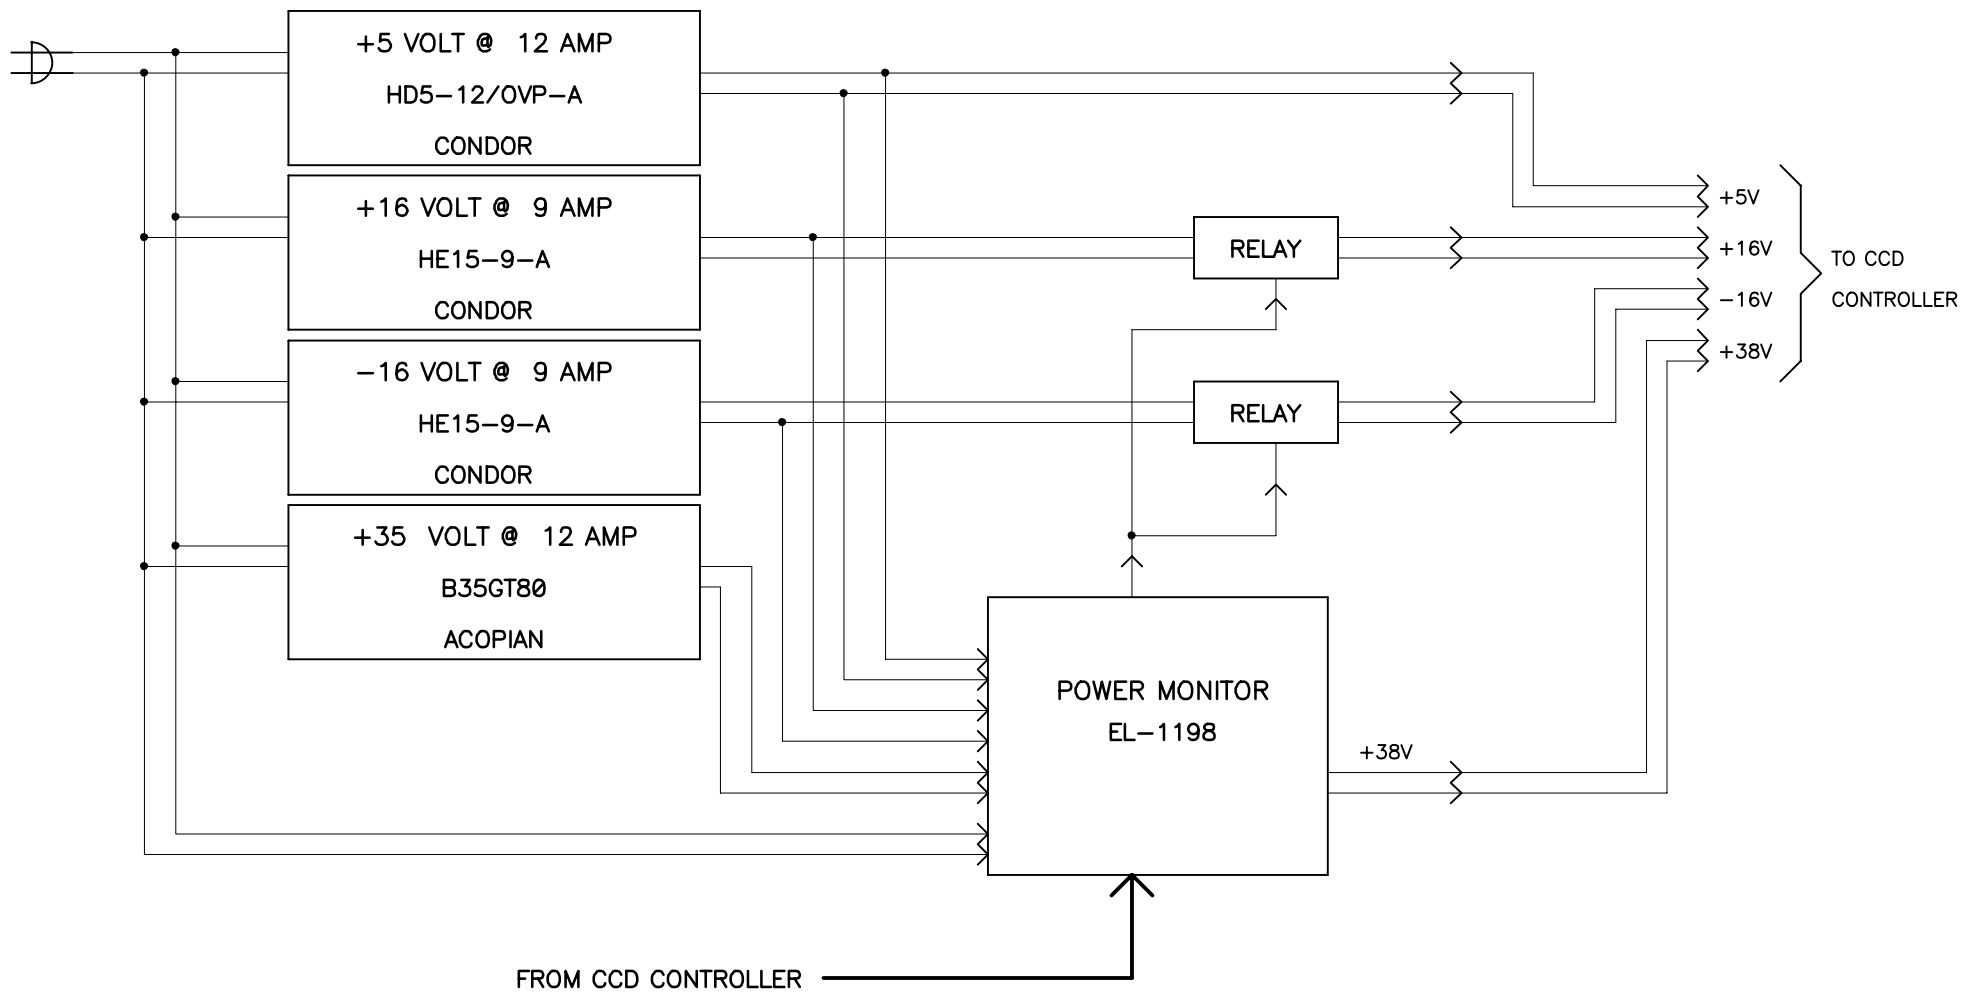 +5 VOLT @ 12 AMP
HD5-12/OVP-A
CONDOR
+16 VOLT @ 9 AMP
HE15-9-A
CONDOR
-16 VOLT @ 9 AMP
HE15-9-A
CONDOR
+35 VOLT @ 12 AMP
B35GT80
ACOPIAN
RELAY
RELAY
+5V
+16V
-16V
+38V
TO CCD
CONTROLLER
POWER MONITOR
EL-1198
+38V
FROM CCD CONTROLLER